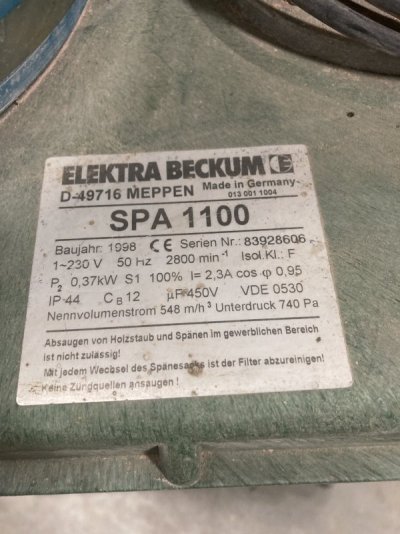 ELEKTRA BECKUM
D-49716 MEPPEN Made in Germany
013 001 1004
SPA 1100
Baujahr: 1998 CE Serien Nr.: 83928606
1~230 V 50 Hz 2800 min⁻¹ Isol.Kl.: F
P₂ 0,37kW S1 100% I= 2,3A cos φ 0,95
IP 44 C_B 12 µF 450V VDE 0530
Nennvolumenstrom 548 m/h³ Unterdruck 740 Pa
Absaugen von Holzstaub und Spänen im gewerblichen Bereich
ist nicht zulässig!
Mit jedem Wechsel des Spänesacks ist der Filter abzureinigen!
Keine Zündquellen ansaugen!